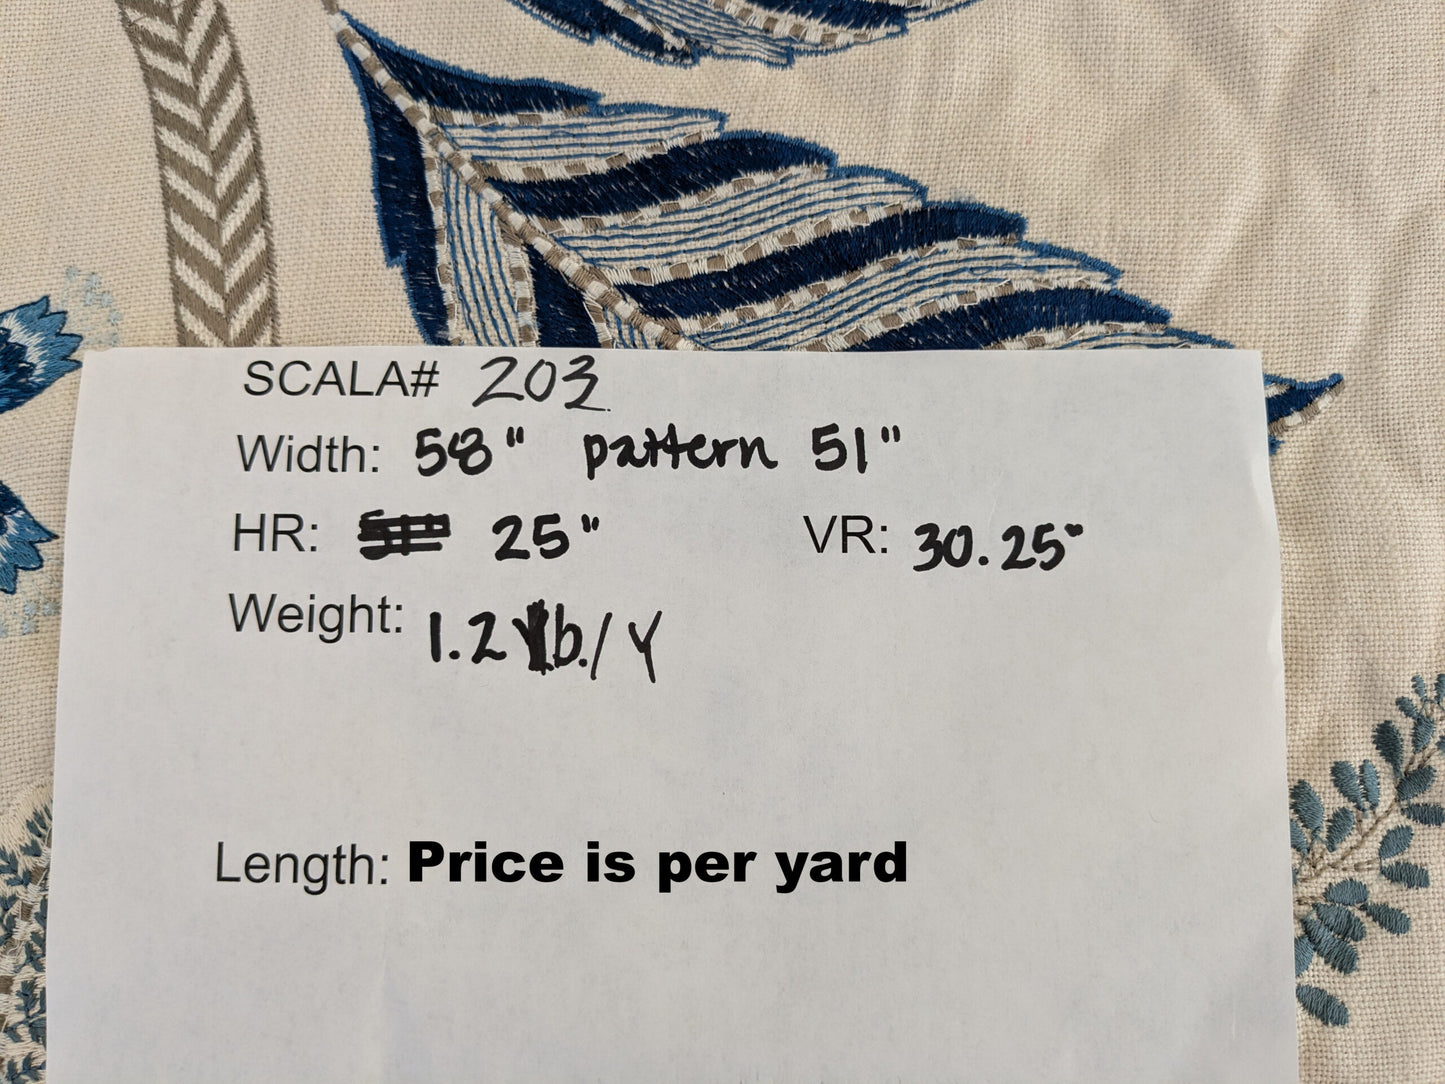 SCALA# 203
Width: 58" pattern 51"
HR: 25" VR: 30.25"
Weight: 1.2 lb./Y
Length: Price is per yard